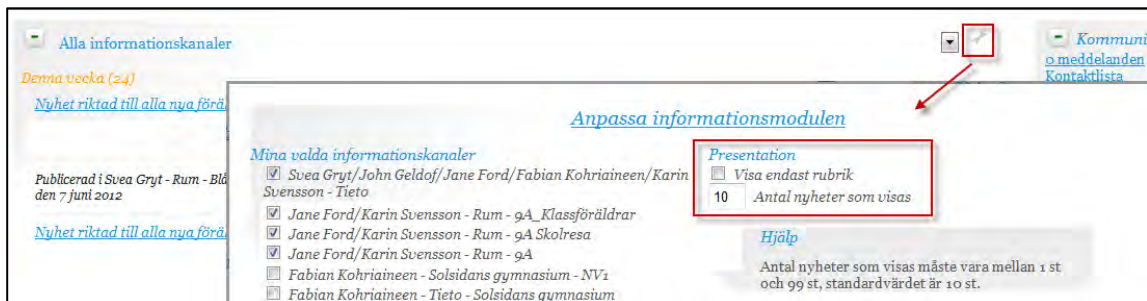 Alla informationskanaler
Kommuni
0 meddelanden
Kontaktlista
Denna vecka (24)
Nyhet riktad till alla nya föräl
Publicerad i Svea Gryt - Rum - Blå
den 7 juni 2012
Nyhet riktad till alla nya föräl
Anpassa informationsmodulen
Mina valda informationskanaler
Svea Gryt/John Geldof/Jane Ford/Fabian Kohriaineen/Karin
Svensson - Tieto
Jane Ford/Karin Svensson - Rum - 9A_Klassföräldrar
Jane Ford/Karin Svensson - Rum - 9A Skolresa
Jane Ford/Karin Svensson - Rum - 9A
Fabian Kohriaineen - Solsidans gymnasium - NV1
Fabian Kohriaineen - Tieto - Solsidans gymnasium
Presentation
Visa endast rubrik
10 Antal nyheter som visas
Hjälp
Antal nyheter som visas måste vara mellan 1 st
och 99 st, standardvärdet är 10 st.